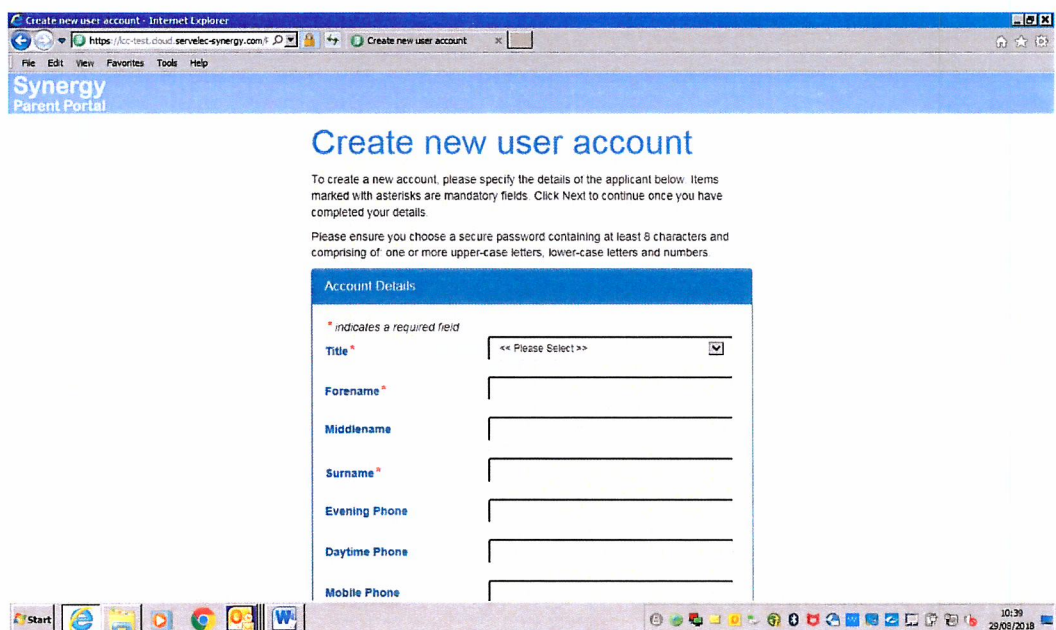 Create new user account - Internet Explorer
https://lcc-test.cloud.servelec-synergy.com/
Create new user account
File Edit View Favorites Tools Help
Synergy
Parent Portal
Create new user account
To create a new account, please specify the details of the applicant below. Items
marked with asterisks are mandatory fields. Click Next to continue once you have
completed your details.
Please ensure you choose a secure password containing at least 8 characters and
comprising of: one or more upper-case letters, lower-case letters and numbers.
Account Details
* indicates a required field
Title *
<< Please Select >>
Forename *
Middlename
Surname *
Evening Phone
Daytime Phone
Mobile Phone
Start
10:39
29/08/2018